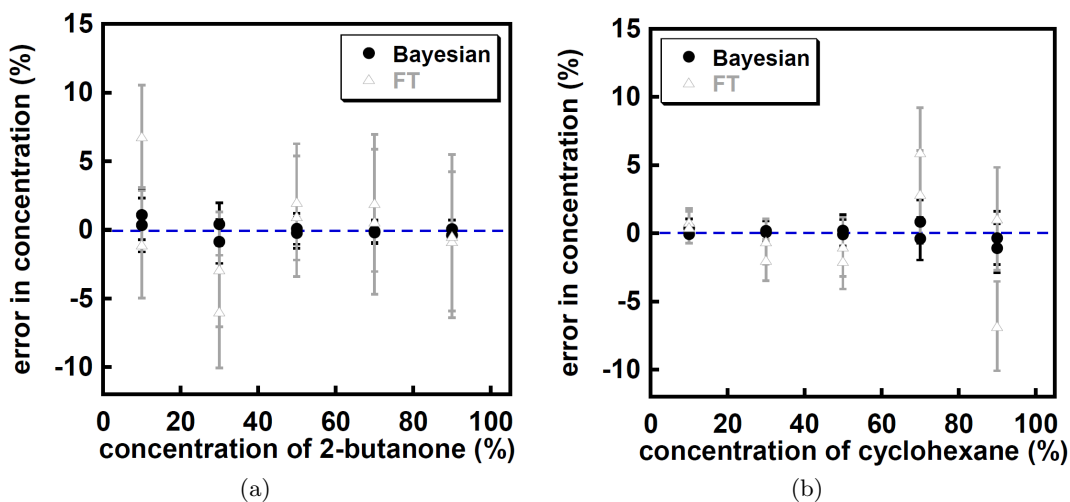 15
10
5
0
-5
-10
error in concentration (%)
Bayesian
FT
0 20 40 60 80 100
concentration of 2-butanone (%)
(a)
15
10
5
0
-5
-10
error in concentration (%)
Bayesian
FT
0 20 40 60 80 100
concentration of cyclohexane (%)
(b)